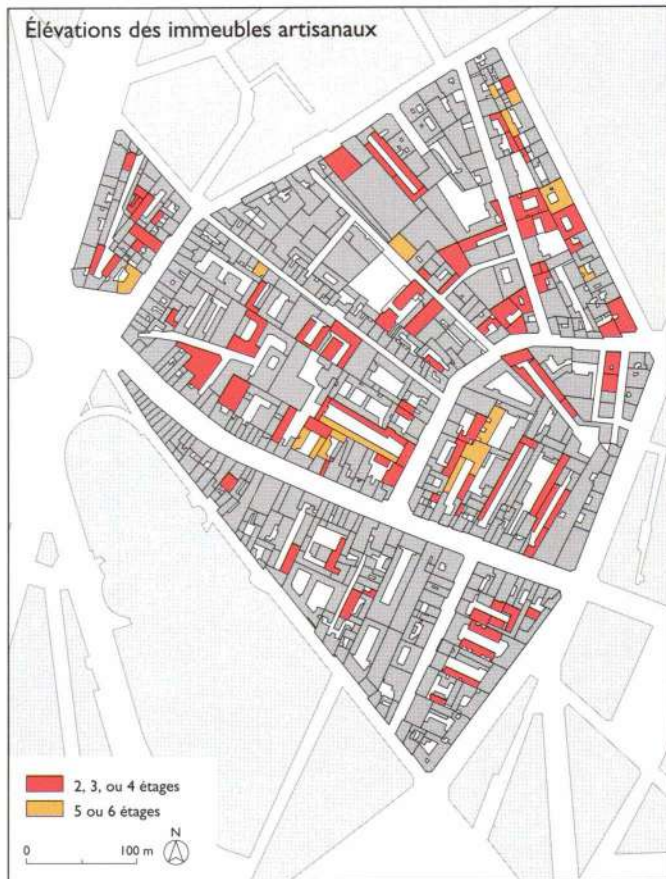 Élévations des immeubles artisanaux
2, 3, ou 4 étages
5 ou 6 étages
N
0 100 m